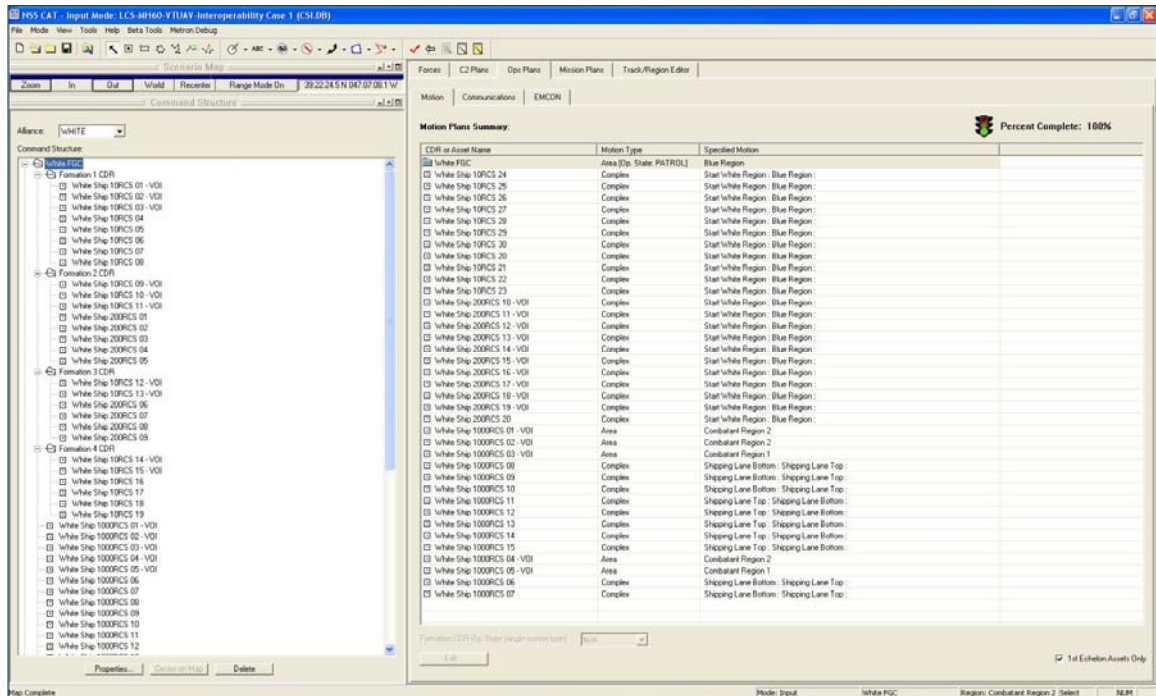 NSS CAT - Input Mode: LCS-MH60-VTUAV-Interoperability Case 1 (CSI.DB)
File Mode View Tools Help Beta Tools Metron Debug
ABC
Scenario Map
Zoom In Out World Recenter Range Mode On 39:22:24.5 N 047:07:08.1 W
Command Structure
Alliance: WHITE
Command Structure:
White FGC
Formation 1 CDR
White Ship 10RCS 01 - VOI
White Ship 10RCS 02 - VOI
White Ship 10RCS 03 - VOI
White Ship 10RCS 04
White Ship 10RCS 05
White Ship 10RCS 06
White Ship 10RCS 07
White Ship 10RCS 08
Formation 2 CDR
White Ship 10RCS 09 - VOI
White Ship 10RCS 10 - VOI
White Ship 10RCS 11 - VOI
White Ship 200RCS 01
White Ship 200RCS 02
White Ship 200RCS 03
White Ship 200RCS 04
White Ship 200RCS 05
Formation 3 CDR
White Ship 10RCS 12 - VOI
White Ship 10RCS 13 - VOI
White Ship 200RCS 06
White Ship 200RCS 07
White Ship 200RCS 08
White Ship 200RCS 09
Formation 4 CDR
White Ship 10RCS 14 - VOI
White Ship 10RCS 15 - VOI
White Ship 10RCS 16
White Ship 10RCS 17
White Ship 10RCS 18
White Ship 10RCS 19
White Ship 1000RCS 01 - VOI
White Ship 1000RCS 02 - VOI
White Ship 1000RCS 03 - VOI
White Ship 1000RCS 04 - VOI
White Ship 1000RCS 05 - VOI
White Ship 1000RCS 06
White Ship 1000RCS 07
White Ship 1000RCS 08
White Ship 1000RCS 09
White Ship 1000RCS 10
White Ship 1000RCS 11
White Ship 1000RCS 12
Properties... Center on Map Delete
Forces C2 Plans Ops Plans Mission Plans Track/Region Editor
Motion Communications EMCON
Motion Plans Summary: Percent Complete: 100%
CDR or Asset Name Motion Type Specified Motion
White FGC Area [Op. State: PATROL] Blue Region
White Ship 10RCS 24 Complex Start White Region : Blue Region :
White Ship 10RCS 25 Complex Start White Region : Blue Region :
White Ship 10RCS 26 Complex Start White Region : Blue Region :
White Ship 10RCS 27 Complex Start White Region : Blue Region :
White Ship 10RCS 28 Complex Start White Region : Blue Region :
White Ship 10RCS 29 Complex Start White Region : Blue Region :
White Ship 10RCS 30 Complex Start White Region : Blue Region :
White Ship 10RCS 20 Complex Start White Region : Blue Region :
White Ship 10RCS 21 Complex Start White Region : Blue Region :
White Ship 10RCS 22 Complex Start White Region : Blue Region :
White Ship 10RCS 23 Complex Start White Region : Blue Region :
White Ship 200RCS 10 - VOI Complex Start White Region : Blue Region :
White Ship 200RCS 11 - VOI Complex Start White Region : Blue Region :
White Ship 200RCS 12 - VOI Complex Start White Region : Blue Region :
White Ship 200RCS 13 - VOI Complex Start White Region : Blue Region :
White Ship 200RCS 14 - VOI Complex Start White Region : Blue Region :
White Ship 200RCS 15 - VOI Complex Start White Region : Blue Region :
White Ship 200RCS 16 - VOI Complex Start White Region : Blue Region :
White Ship 200RCS 17 - VOI Complex Start White Region : Blue Region :
White Ship 200RCS 18 - VOI Complex Start White Region : Blue Region :
White Ship 200RCS 19 - VOI Complex Start White Region : Blue Region :
White Ship 200RCS 20 Complex Start White Region : Blue Region :
White Ship 1000RCS 01 - VOI Area Combatant Region 2
White Ship 1000RCS 02 - VOI Area Combatant Region 2
White Ship 1000RCS 03 - VOI Area Combatant Region 1
White Ship 1000RCS 08 Complex Shipping Lane Bottom : Shipping Lane Top :
White Ship 1000RCS 09 Complex Shipping Lane Bottom : Shipping Lane Top :
White Ship 1000RCS 10 Complex Shipping Lane Bottom : Shipping Lane Top :
White Ship 1000RCS 11 Complex Shipping Lane Top : Shipping Lane Bottom :
White Ship 1000RCS 12 Complex Shipping Lane Top : Shipping Lane Bottom :
White Ship 1000RCS 13 Complex Shipping Lane Top : Shipping Lane Bottom :
White Ship 1000RCS 14 Complex Shipping Lane Top : Shipping Lane Bottom :
White Ship 1000RCS 15 Complex Shipping Lane Top : Shipping Lane Bottom :
White Ship 1000RCS 04 - VOI Area Combatant Region 2
White Ship 1000RCS 05 - VOI Area Combatant Region 1
White Ship 1000RCS 06 Complex Shipping Lane Bottom : Shipping Lane Top :
White Ship 1000RCS 07 Complex Shipping Lane Bottom : Shipping Lane Top :
Formation CDR Op. State
Edit
1st Echelon Assets Only
Map Complete Mode: Input White FGC Region: Combatant Region 2 Select NUM